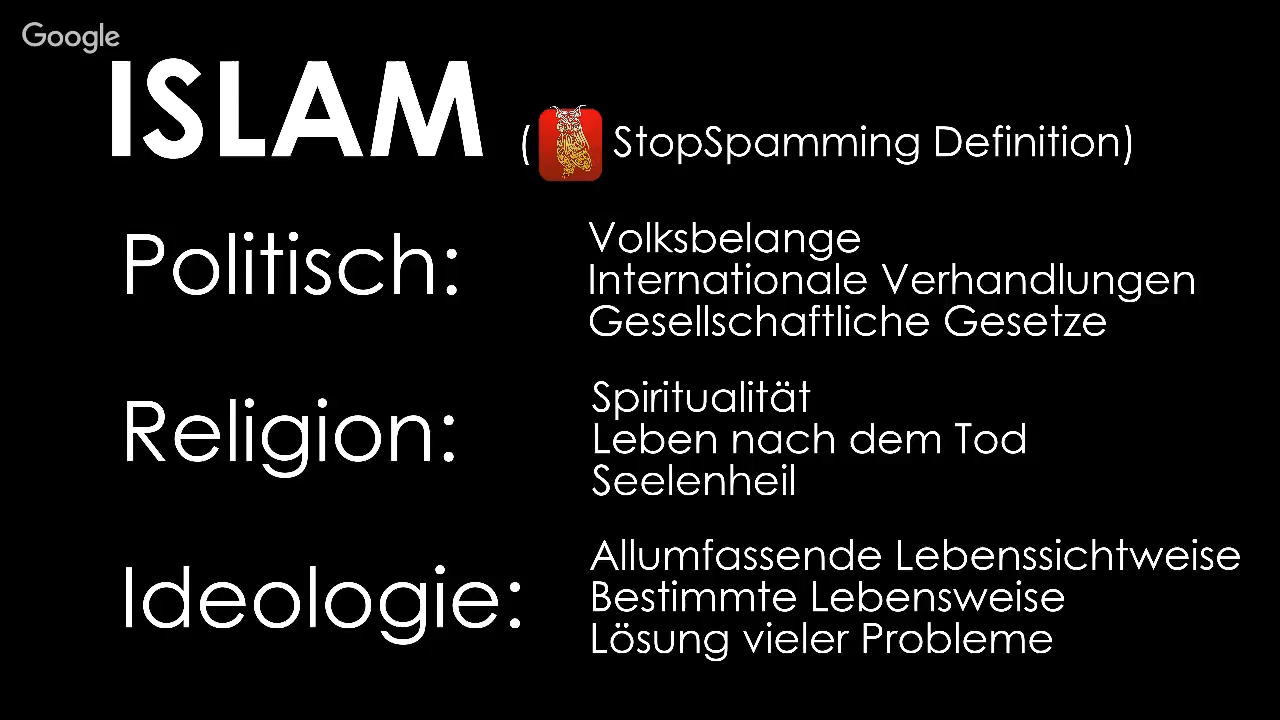 Google
ISLAM
( StopSpamming Definition)
Politisch:
Volksbelange
Internationale Verhandlungen
Gesellschaftliche Gesetze
Religion:
Spiritualität
Leben nach dem Tod
Seelenheil
Ideologie:
Allumfassende Lebenssichtweise
Bestimmte Lebensweise
Lösung vieler Probleme